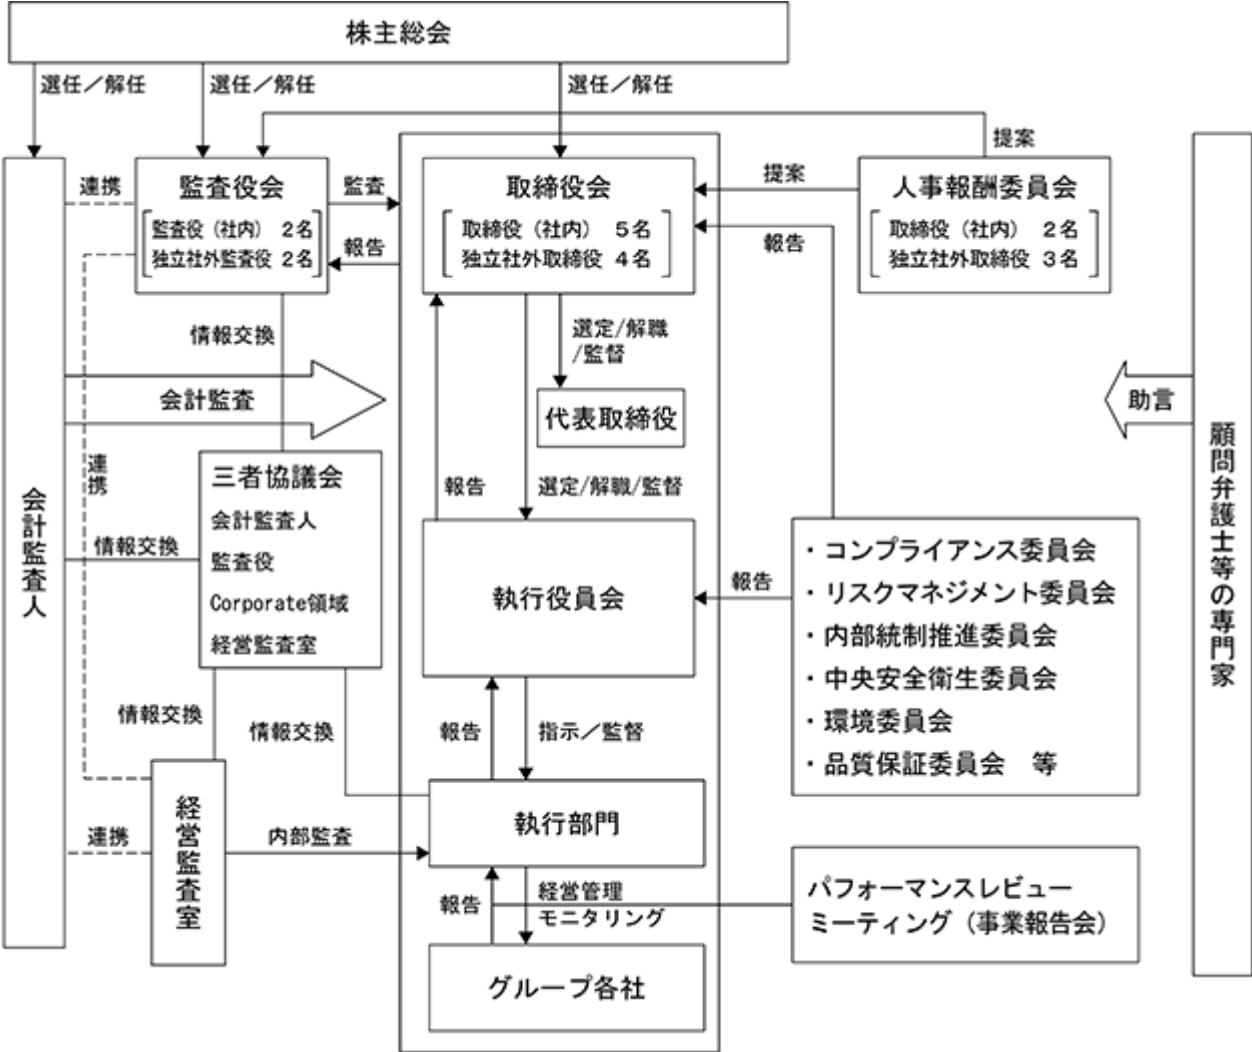 株主総会
選任／解任
選任／解任
選任／解任
提案
連携
監査役会
監査役（社内） 2名
独立社外監査役 2名
監査
報告
取締役会
取締役（社内） 5名
独立社外取締役 4名
提案
報告
人事報酬委員会
取締役（社内） 2名
独立社外取締役 3名
情報交換
選定/解職
/監督
会計監査
代表取締役
助言
連携
三者協議会
会計監査人
監査役
Corporate領域
経営監査室
報告
選定/解職/監督
会計監査人
情報交換
執行役員会
報告
・コンプライアンス委員会
・リスクマネジメント委員会
・内部統制推進委員会
・中央安全衛生委員会
・環境委員会
・品質保証委員会　等
顧問弁護士等の専門家
情報交換
情報交換
報告
指示／監督
連携
経営監査室
内部監査
執行部門
報告
経営管理
モニタリング
パフォーマンスレビュー
ミーティング（事業報告会）
グループ各社